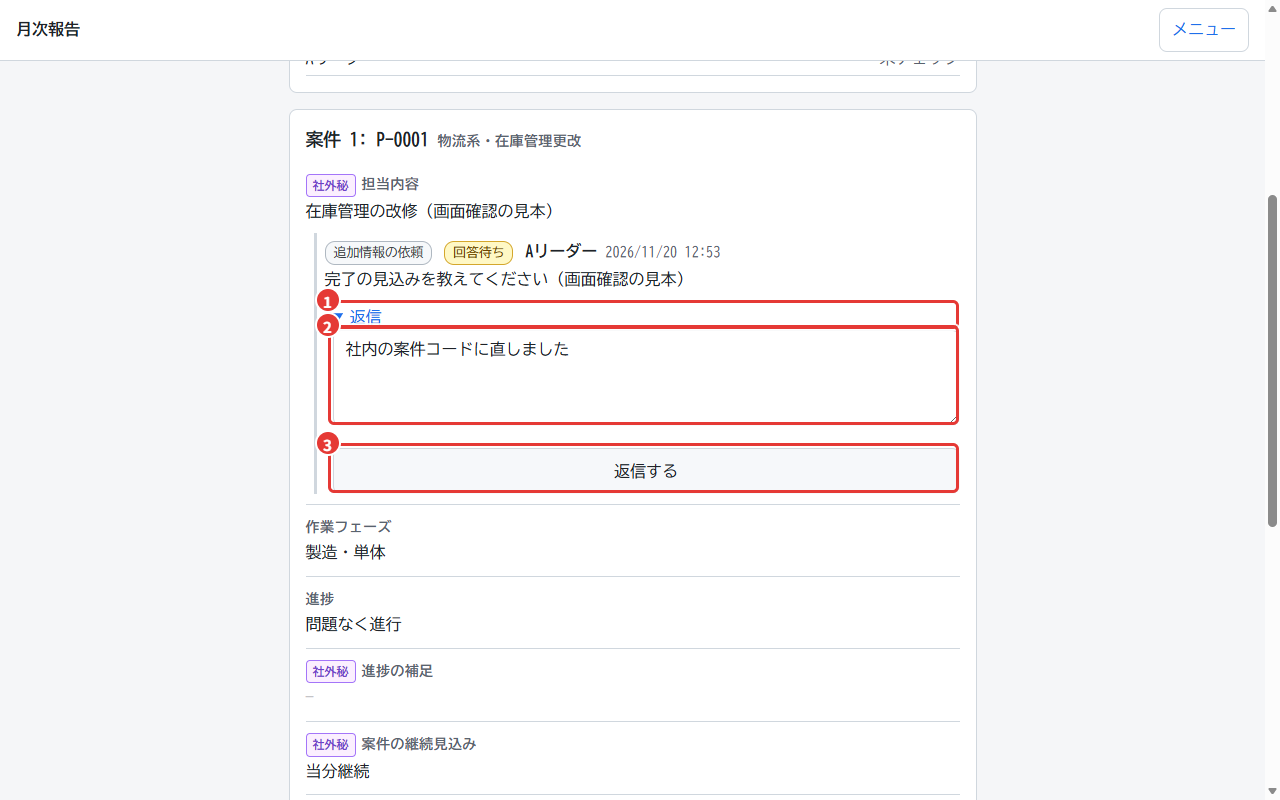 月次報告
メニュー
案件 1: P-0001 物流系・在庫管理更改
社外秘 担当内容
在庫管理の改修（画面確認の見本）
追加情報の依頼 回答待ち Aリーダー 2026/11/20 12:53
完了の見込みを教えてください（画面確認の見本）
1
▼ 返信
2
社内の案件コードに直しました
3
返信する
作業フェーズ
製造・単体
進捗
問題なく進行
社外秘 進捗の補足
—
社外秘 案件の継続見込み
当分継続